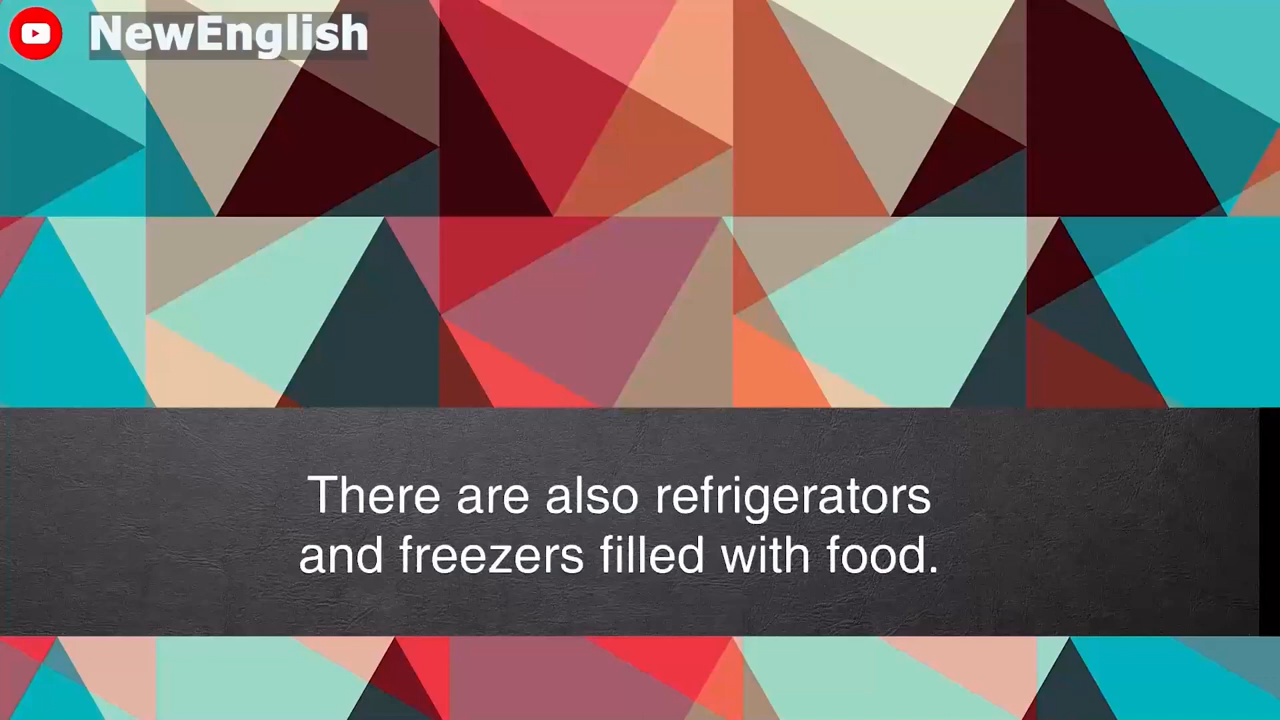 NewEnglish
There are also refrigerators
and freezers filled with food.